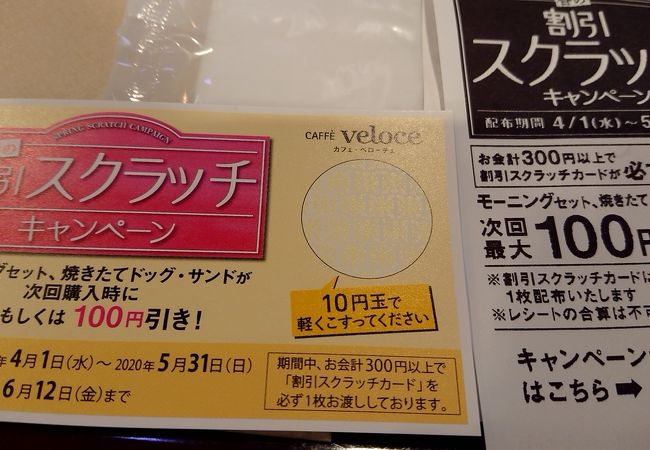 SPRING SCRATCH CAMPAIGN
引スクラッチ
キャンペーン
CAFFÈ veloce
カフェ・ベローチェ
グセット、焼きたてドッグ・サンドが
次回購入時に
もしくは 100円引き!
10円玉で
軽くこすってください
年4月1日(水)～2020年5月31日(日)
6月12日(金)まで
期間中、お会計300円以上で
「割引スクラッチカード」を
必ず1枚お渡ししております。
割引
スクラッ
キャンペーン
配布期間 4/1(水)～5
お会計300円以上で
割引スクラッチカードが必
モーニングセット、焼きた
次回
最大 100円
※割引スクラッチカードは
1枚配布いたします
※レシートの合算は不可
キャンペーン
はこちら➡